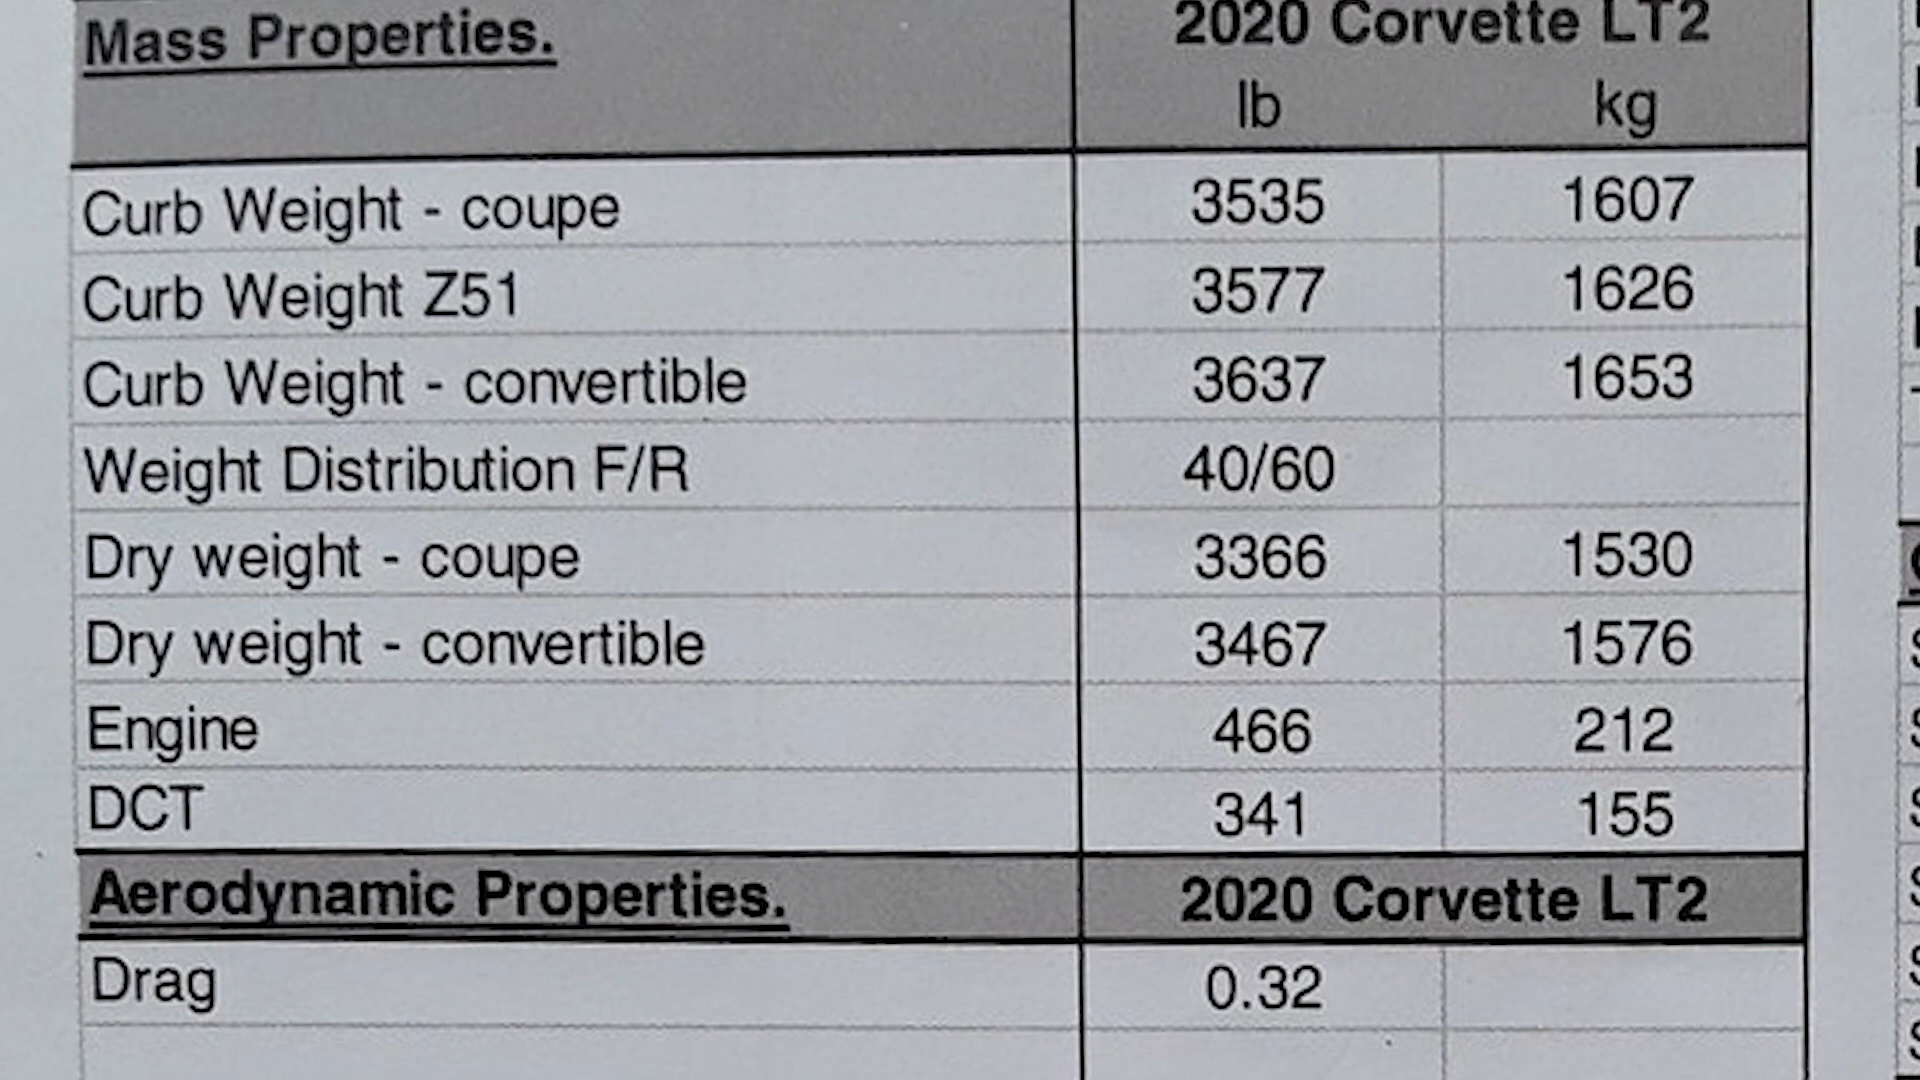 Mass Properties. 2020 Corvette LT2
lb kg
Curb Weight - coupe 3535 1607
Curb Weight Z51 3577 1626
Curb Weight - convertible 3637 1653
Weight Distribution F/R 40/60
Dry weight - coupe 3366 1530
Dry weight - convertible 3467 1576
Engine 466 212
DCT 341 155
Aerodynamic Properties. 2020 Corvette LT2
Drag 0.32